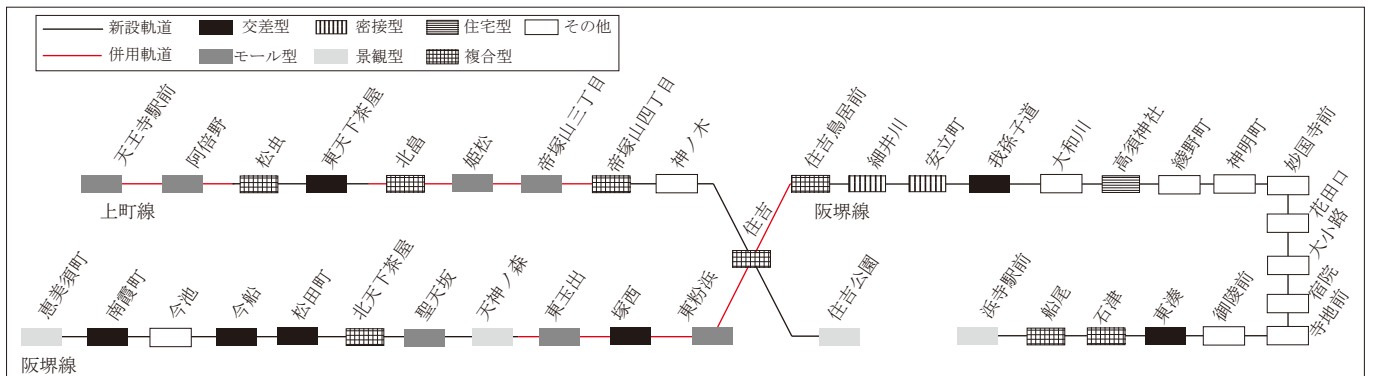 新設軌道 交差型 密接型 住宅型 その他
併用軌道 モール型 景観型 複合型
天王寺駅前
阿倍野
松虫
東天下茶屋
北畠
姫松
帝塚山三丁目
帝塚山四丁目
神ノ木
住吉
住吉鳥居前
細井川
安立町
我孫子道
大和川
高須神社
綾野町
神明町
妙国寺前
花田口
大小路
宿院
寺地前
上町線
阪堺線
恵美須町
南霞町
今池
今船
松田町
北天下茶屋
聖天坂
天神ノ森
東玉出
塚西
東粉浜
住吉公園
浜寺駅前
船尾
石津
東湊
御陵前
阪堺線